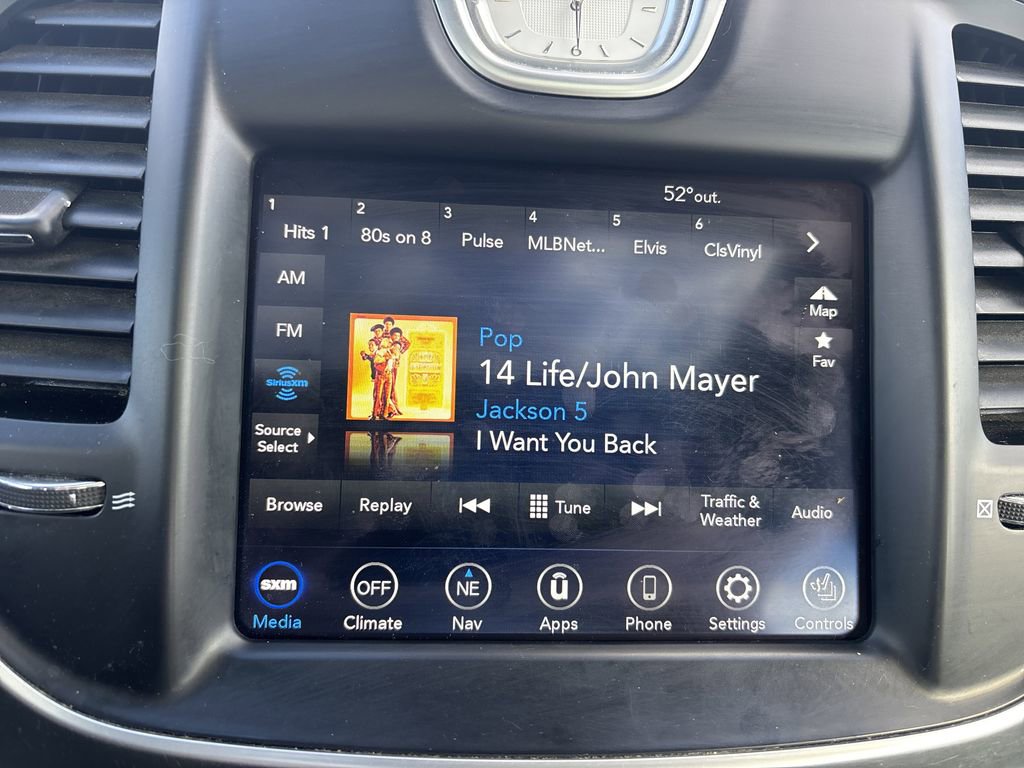 6
52° out.
1 2 3 4 5 6
Hits 1 80s on 8 Pulse MLBNet... Elvis ClsVinyl
AM
Map
FM
Fav
SiriusXM
Pop
14 Life/John Mayer
Jackson 5
I Want You Back
Source
Select
Browse Replay Tune Traffic &
Weather Audio
sxm OFF NE u
Media Climate Nav Apps Phone Settings Controls